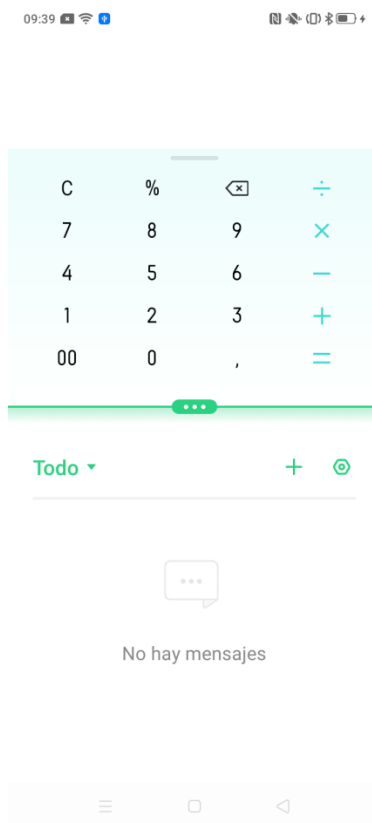 09:39
C % ÷
7 8 9 ×
4 5 6 −
1 2 3 +
00 0 , =
Todo +
No hay mensajes